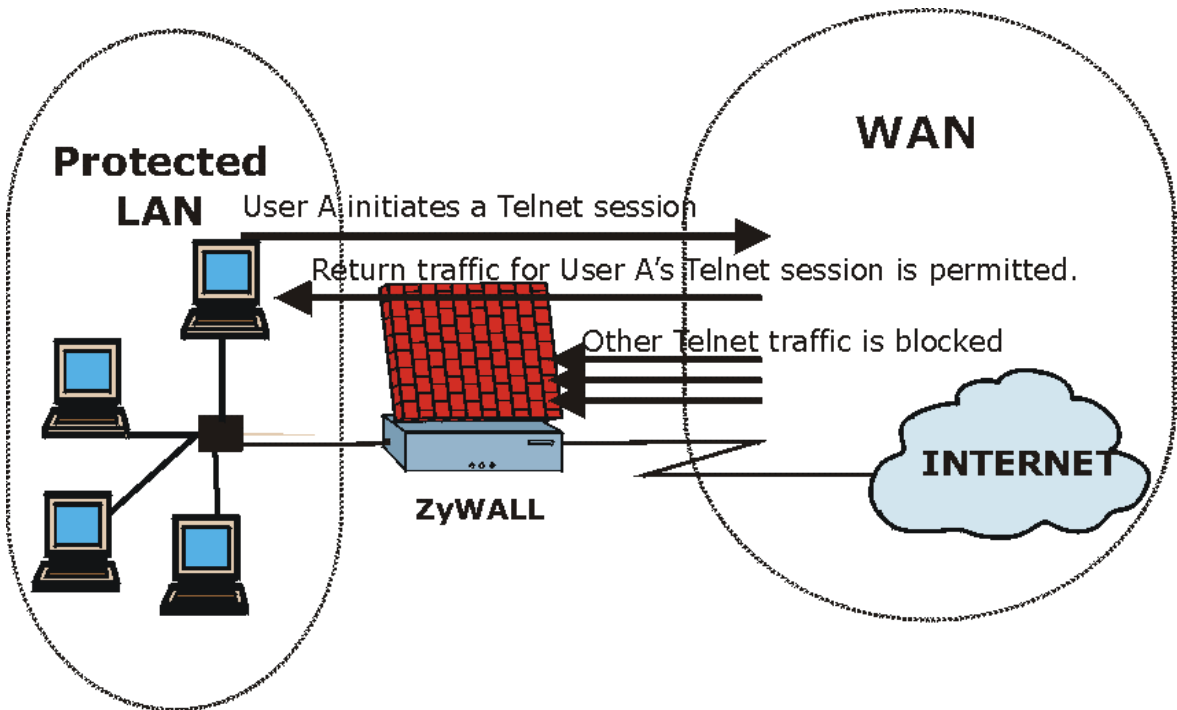 WAN
Protected
LAN
User A initiates a Telnet session
Return traffic for User A's Telnet session is permitted.
Other Telnet traffic is blocked
INTERNET
ZyWALL